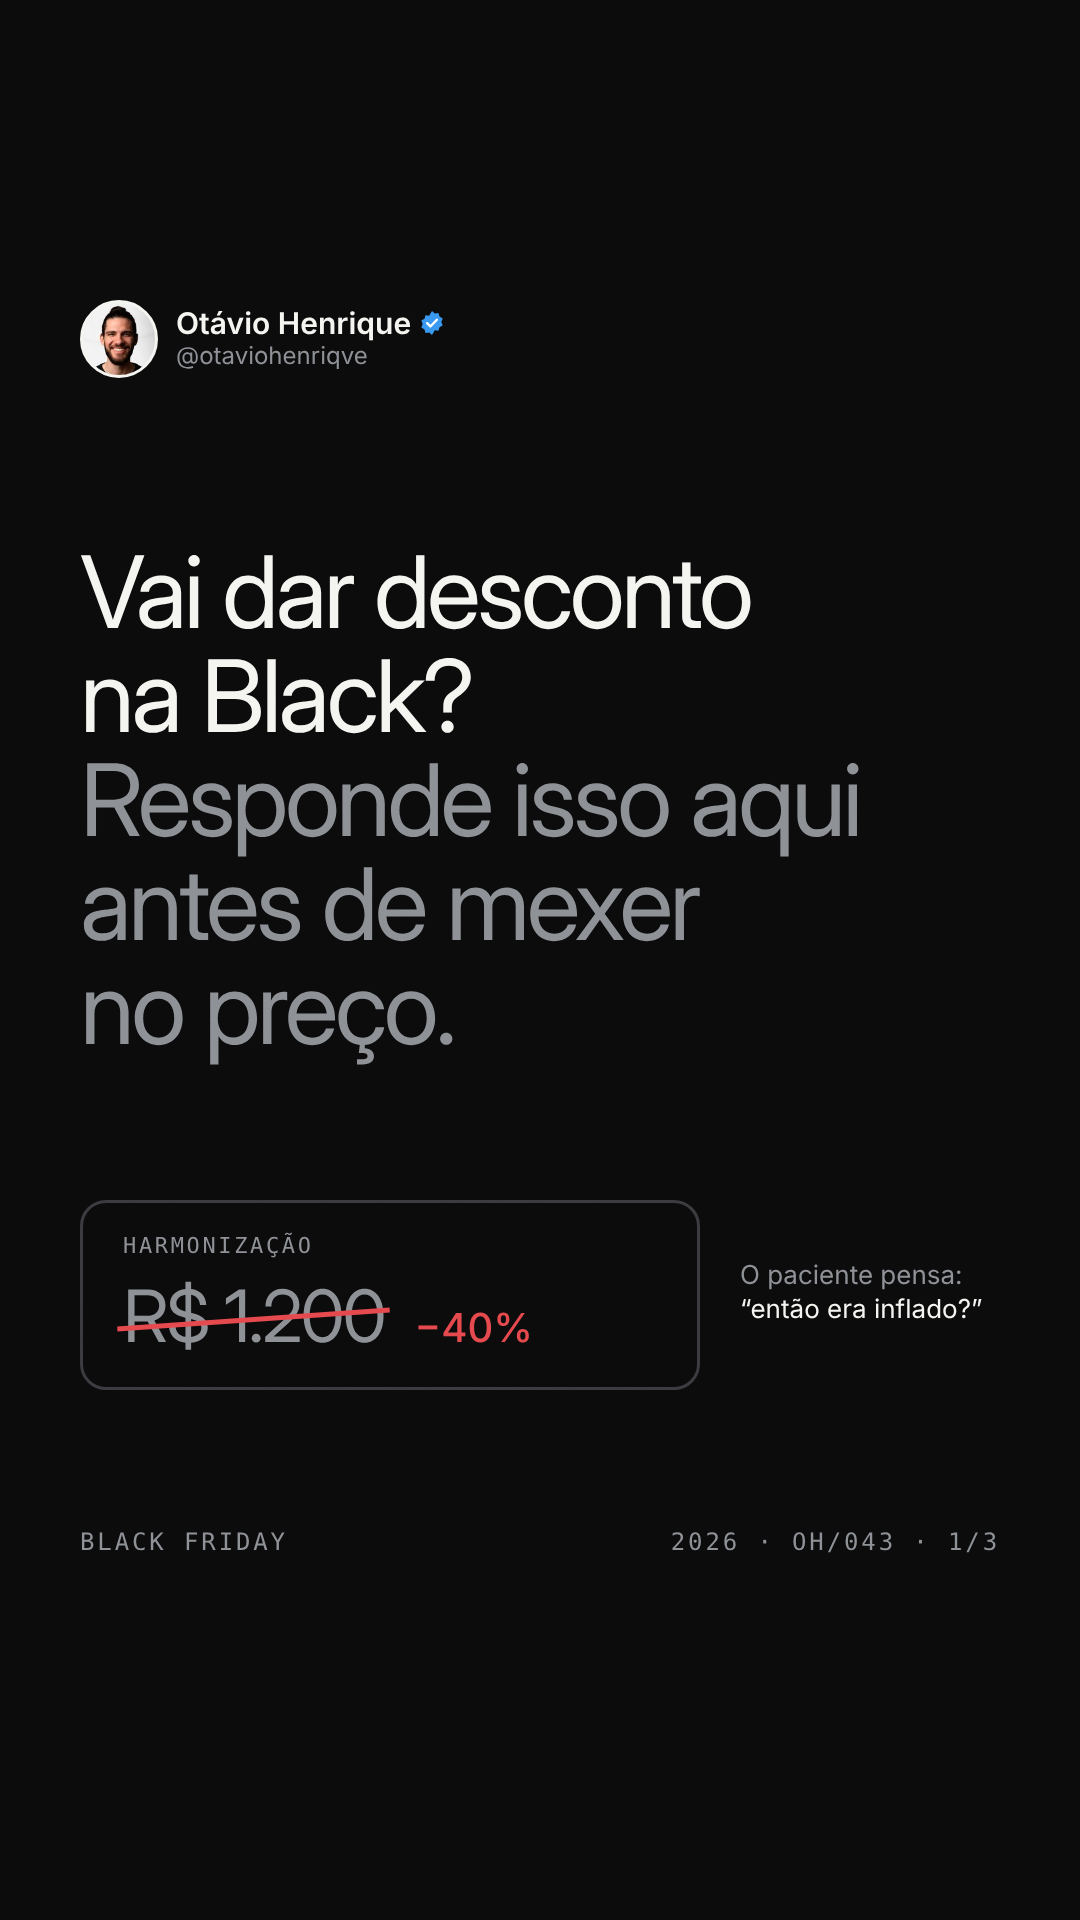 Otávio Henrique
@otaviohenriqve
Vai dar desconto
na Black?
Responde isso aqui
antes de mexer
no preço.
HARMONIZAÇÃO
R$ 1.200 −40%
O paciente pensa:
“então era inflado?”
BLACK FRIDAY
2026 · OH/043 · 1/3